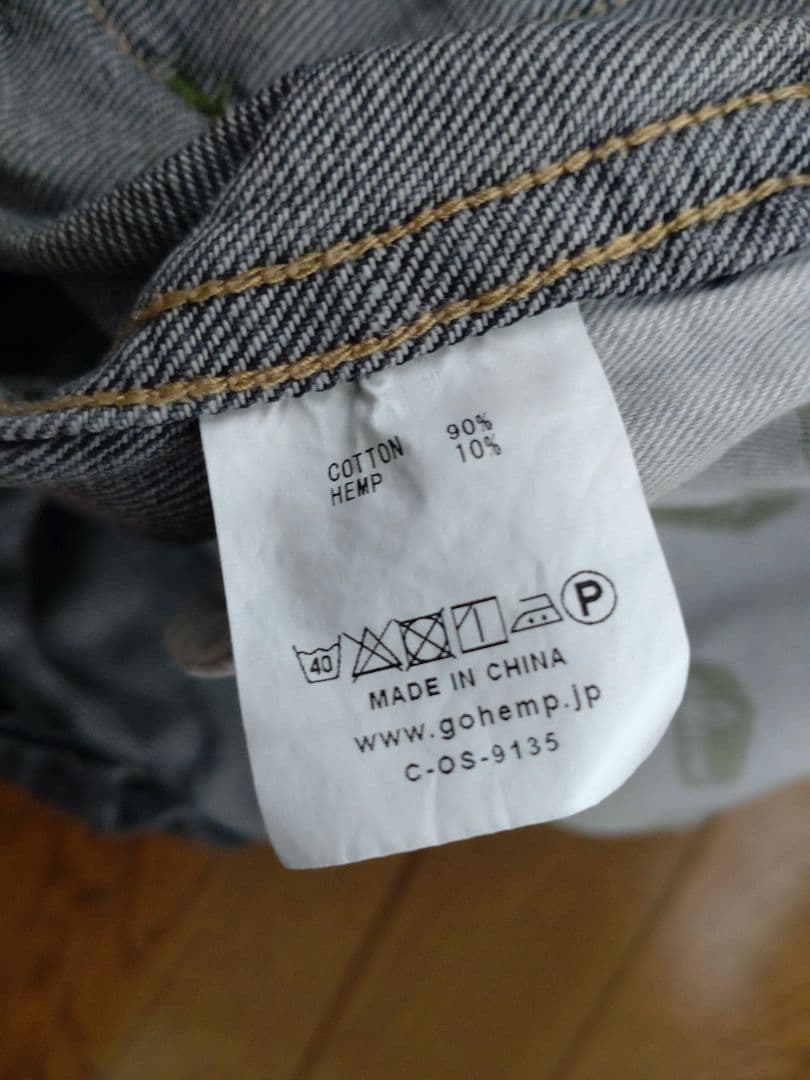 COTTON 90%
HEMP 10%
40 P
MADE IN CHINA
www.gohemp.jp
C-OS-9135